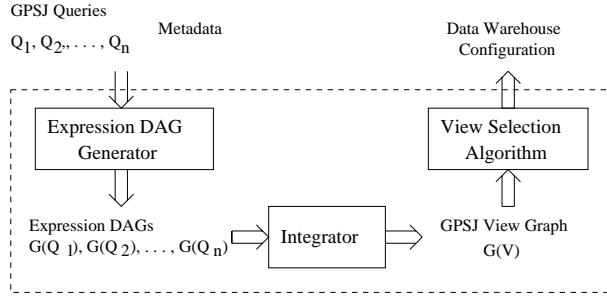 GPSJ Queries
Q1, Q2,, . . . , Qn
Metadata
Data Warehouse
Configuration
Expression DAG
Generator
View Selection
Algorithm
Expression DAGs
G(Q 1), G(Q 2), . . . , G(Q n)
Integrator
GPSJ View Graph
G(V)